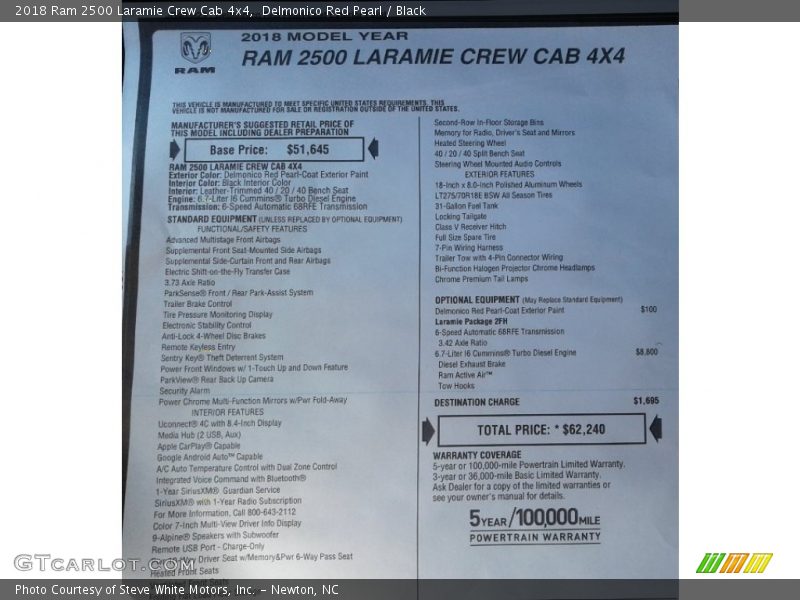 2018 Ram 2500 Laramie Crew Cab 4x4,  Delmonico Red Pearl / Black
RAM
2018 MODEL YEAR
RAM 2500 LARAMIE CREW CAB 4X4
THIS VEHICLE IS MANUFACTURED TO MEET SPECIFIC UNITED STATES REQUIREMENTS. THIS
VEHICLE IS NOT MANUFACTURED FOR SALE OR REGISTRATION OUTSIDE OF THE UNITED STATES.
MANUFACTURER'S SUGGESTED RETAIL PRICE OF
THIS MODEL INCLUDING DEALER PREPARATION
Base Price: $51,645
RAM 2500 LARAMIE CREW CAB 4X4
Exterior Color: Delmonico Red Pearl-Coat Exterior Paint
Interior Color: Black Interior Color
Interior: Leather-Trimmed 40 / 20 / 40 Bench Seat
Engine: 6.7-Liter I6 Cummins® Turbo Diesel Engine
Transmission: 6-Speed Automatic 68RFE Transmission
STANDARD EQUIPMENT (UNLESS REPLACED BY OPTIONAL EQUIPMENT)
FUNCTIONAL/SAFETY FEATURES
Advanced Multistage Front Airbags
Supplemental Front Seat-Mounted Side Airbags
Supplemental Side-Curtain Front and Rear Airbags
Electric Shift-on-the-Fly Transfer Case
3.73 Axle Ratio
ParkSense® Front / Rear Park-Assist System
Trailer Brake Control
Tire Pressure Monitoring Display
Electronic Stability Control
Anti-Lock 4-Wheel Disc Brakes
Remote Keyless Entry
Sentry Key® Theft Deterrent System
Power Front Windows w/ 1-Touch Up and Down Feature
ParkView® Rear Back Up Camera
Security Alarm
Power Chrome Multi-Function Mirrors w/Pwr Fold-Away
INTERIOR FEATURES
Uconnect® 4C with 8.4-Inch Display
Media Hub (2 USB, Aux)
Apple CarPlay® Capable
Google Android Auto™ Capable
A/C Auto Temperature Control with Dual Zone Control
Integrated Voice Command with Bluetooth®
1-Year SiriusXM® Guardian Service
SiriusXM® with 1-Year Radio Subscription
For More Information, Call 800-643-2112
Color 7-Inch Multi-View Driver Info Display
9-Alpine® Speakers with Subwoofer
Remote USB Port - Charge-Only
Way Driver Seat w/Memory&Pwr 6-Way Pass Seat
Heated Front Seats
Second-Row In-Floor Storage Bins
Memory for Radio, Driver's Seat and Mirrors
Heated Steering Wheel
40 / 20 / 40 Split Bench Seat
Steering Wheel Mounted Audio Controls
EXTERIOR FEATURES
18-Inch x 8.0-Inch Polished Aluminum Wheels
LT275/70R18E BSW All Season Tires
31-Gallon Fuel Tank
Locking Tailgate
Class V Receiver Hitch
Full Size Spare Tire
7-Pin Wiring Harness
Trailer Tow with 4-Pin Connector Wiring
Bi-Function Halogen Projector Chrome Headlamps
Chrome Premium Tail Lamps
OPTIONAL EQUIPMENT (May Replace Standard Equipment)
Delmonico Red Pearl-Coat Exterior Paint $100
Laramie Package 2FH
6-Speed Automatic 68RFE Transmission
3.42 Axle Ratio
6.7-Liter I6 Cummins® Turbo Diesel Engine $8,800
Diesel Exhaust Brake
Ram Active Air™
Tow Hooks
DESTINATION CHARGE $1,695
TOTAL PRICE: * $62,240
WARRANTY COVERAGE
5-year or 100,000-mile Powertrain Limited Warranty.
3-year or 36,000-mile Basic Limited Warranty.
Ask Dealer for a copy of the limited warranties or
see your owner's manual for details.
5 YEAR/100,000 MILE
POWERTRAIN WARRANTY
GTCarLot.com
Photo Courtesy of Steve White Motors, Inc. – Newton, NC